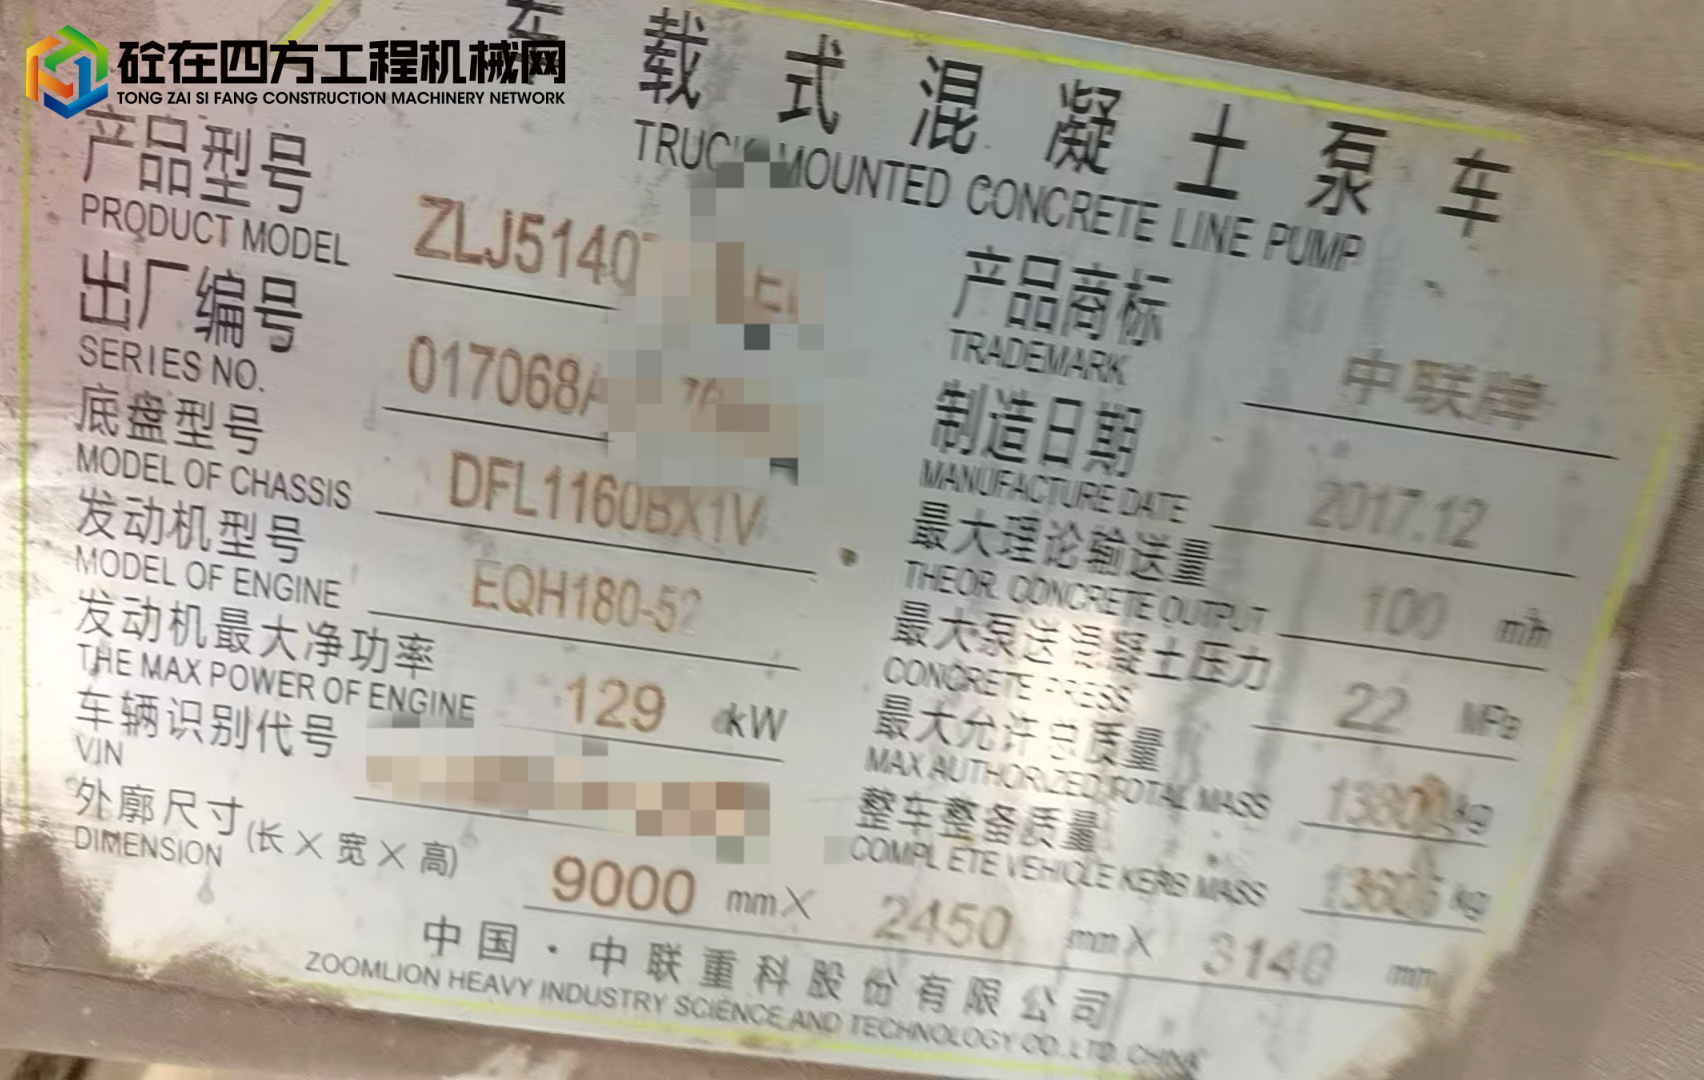 砼在四方工程机械网
TONG ZAI SI FANG CONSTRUCTION MACHINERY NETWORK
车载式混凝土泵车
TRUCK-MOUNTED CONCRETE LINE PUMP
产品型号
PRODUCT MODEL ZLJ5140
出厂编号
SERIES NO. 017068A
底盘型号
MODEL OF CHASSIS DFL1160BX1V
发动机型号
MODEL OF ENGINE EQH180-52
发动机最大净功率
THE MAX POWER OF ENGINE 129 kW
车辆识别代号
VIN
产品商标
TRADEMARK 中联牌
制造日期
MANUFACTURE DATE 2017.12
最大理论输送量
THEOR. CONCRETE OUTPUT 100 m³/h
最大泵送混凝土压力
CONCRETE PRESS. 22 MPa
最大允许总质量
MAX AUTHORIZED TOTAL MASS 13800 kg
整车整备质量
COMPLETE VEHICLE KERB MASS 13605 kg
外廓尺寸(长×宽×高)
DIMENSION 9000 mm× 2450 mm× 3140 mm
中国·中联重科股份有限公司
ZOOMLION HEAVY INDUSTRY SCIENCE AND TECHNOLOGY CO.,LTD. CHINA